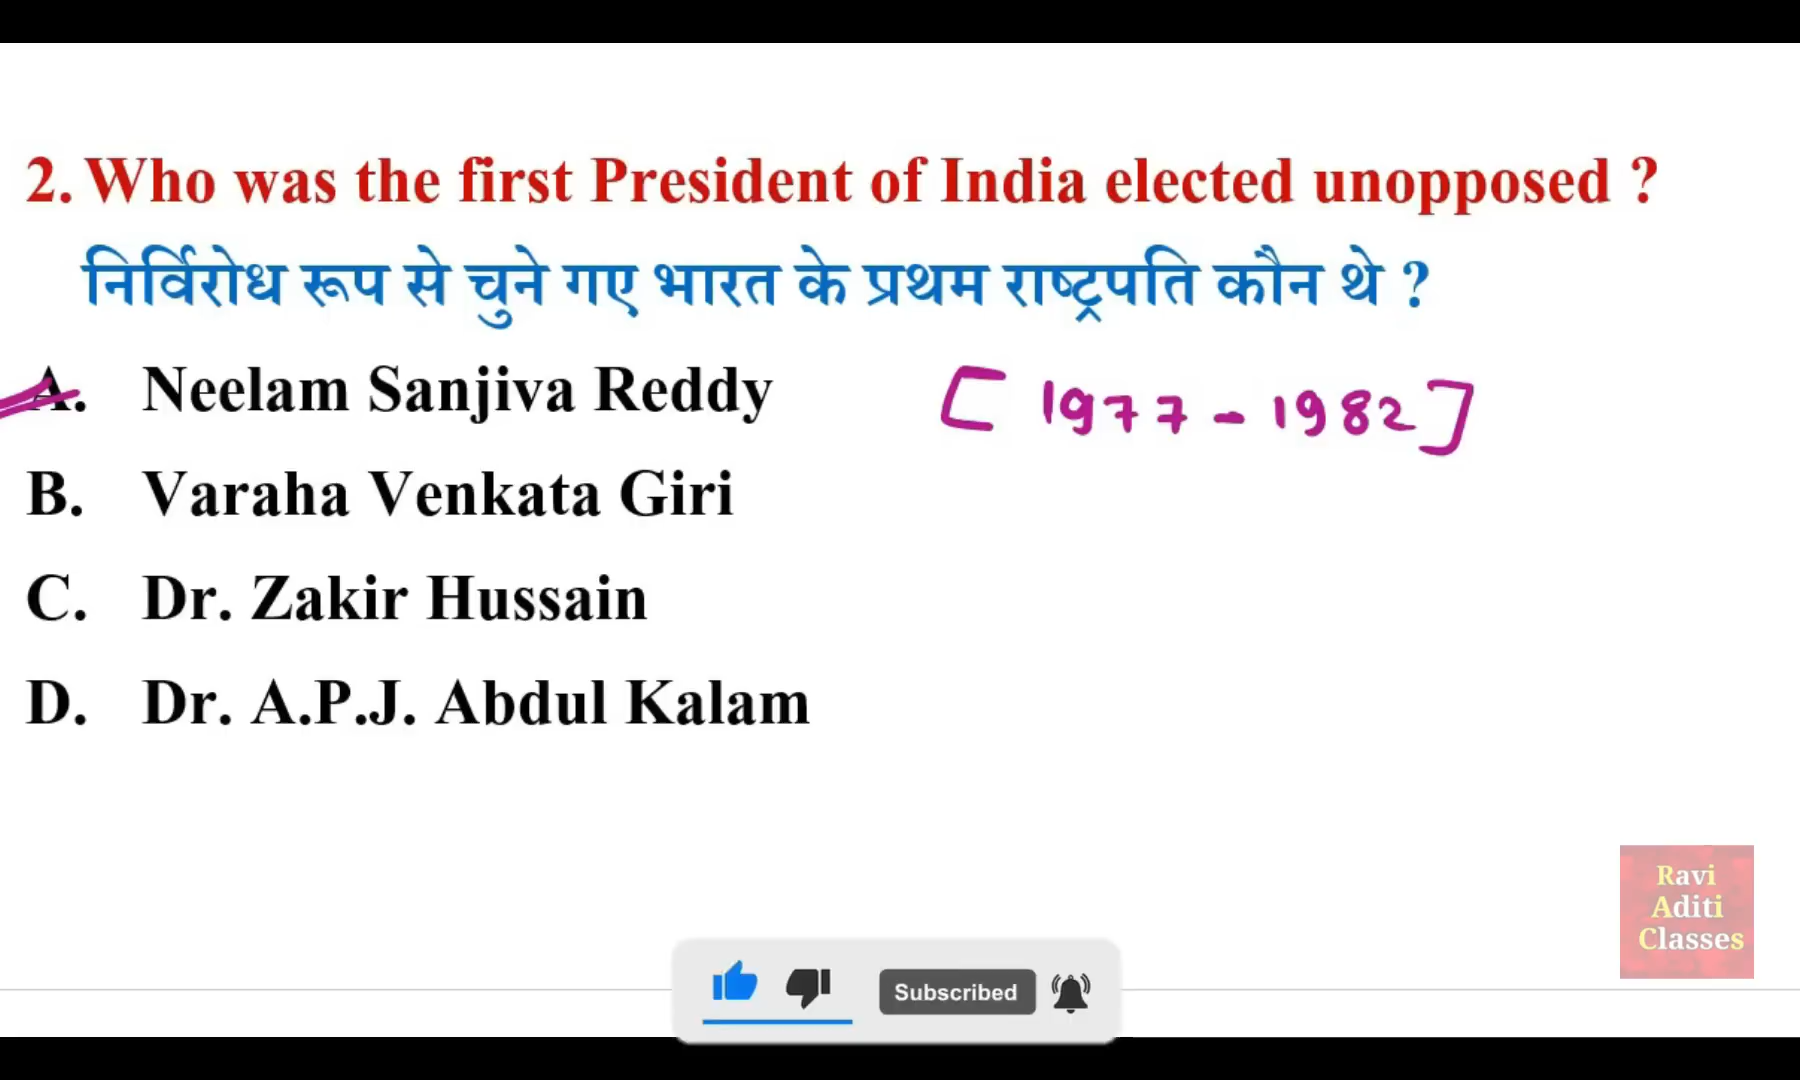 2. Who was the first President of India elected unopposed ?
निर्विरोध रूप से चुने गए भारत के प्रथम राष्ट्रपति कौन थे ?
A. Neelam Sanjiva Reddy [1977-1982]
B. Varaha Venkata Giri
C. Dr. Zakir Hussain
D. Dr. A.P.J. Abdul Kalam
Ravi
Aditi
Classes
Subscribed